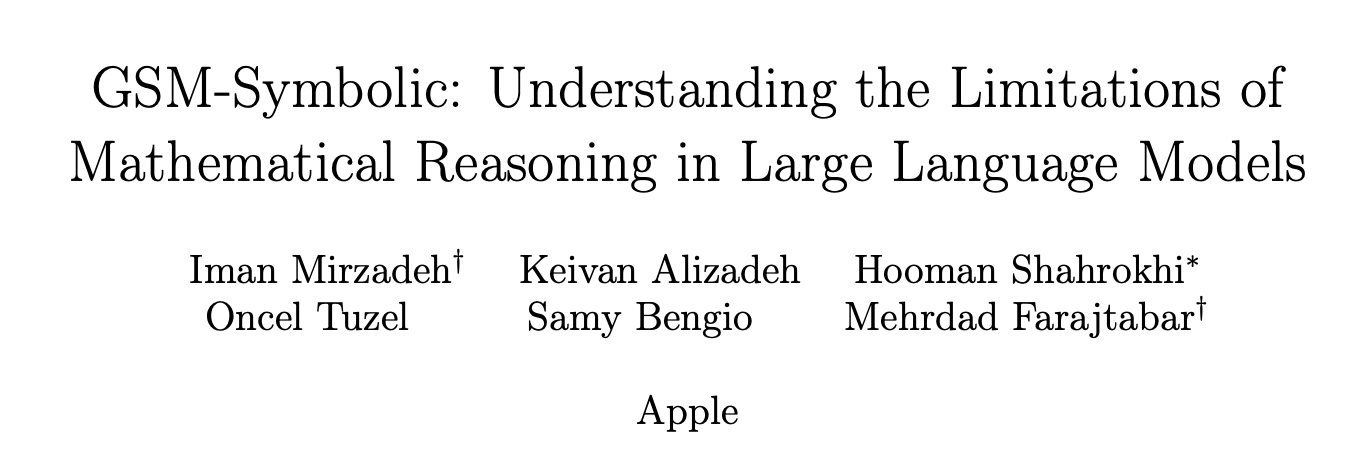 GSM-Symbolic: Understanding the Limitations of
Mathematical Reasoning in Large Language Models
Iman Mirzadeh† Keivan Alizadeh Hooman Shahrokhi*
Oncel Tuzel Samy Bengio Mehrdad Farajtabar†
Apple